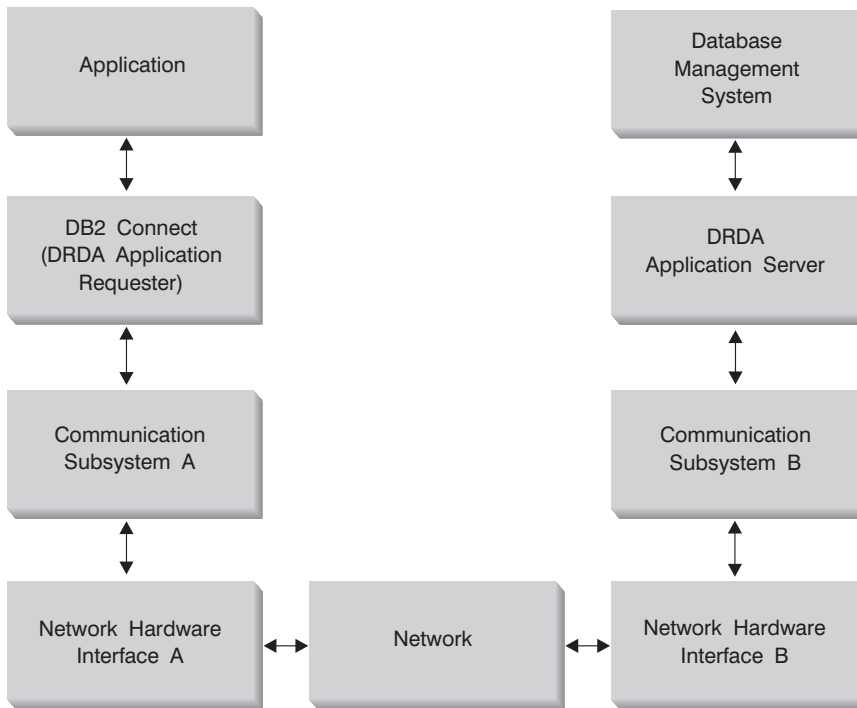 Application
Database
Management
System
DB2 Connect
(DRDA Application
Requester)
DRDA
Application Server
Communication
Subsystem A
Communication
Subsystem B
Network Hardware
Interface A
Network
Network Hardware
Interface B